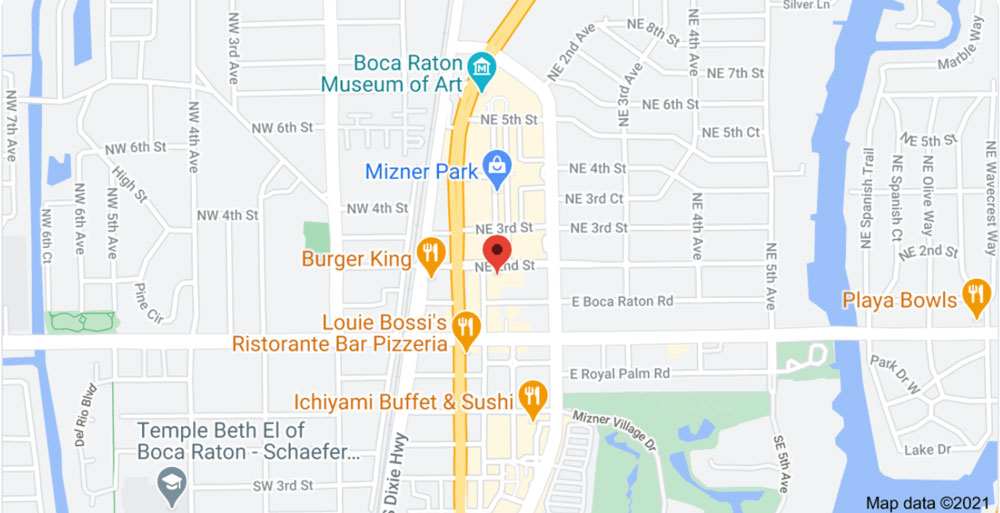 Silver Ln
NW 3rd Ave
NW 3rd Ave
NE 2nd Ave
NE 8th St
NE 4th Ave
Marble Way
Boca Raton
Museum of Art
NE 7th St
NW 7th Ave
NW 4th Ave
NE 3rd Ave
NE 6th St
NW 6th St
NE 5th St
NE 5th Ct
NE 5th St
NW 6th St
Mizner Park
NE 4th St
High St
NE 3rd Ct
NW 4th St
NW 4th St
NW 6th Ct
NW 6th Ave
NW 5th Ave
NE 3rd St
NE 3rd St
NE 4th Ave
NE Spanish Trail
NE Spanish Ct
NE Olive Way
NE Wavecrest Way
NE 2nd St
Burger King
NE 2nd St
NE 5th Ave
Pine Cir
E Boca Raton Rd
Playa Bowls
Louie Bossi's
Ristorante Bar Pizzeria
Park Dr W
E Royal Palm Rd
Del Rio Blvd
Ichiyami Buffet & Sushi
Mizner Village Dr
Temple Beth El of
Boca Raton - Schaefer...
S Dixie Hwy
SE 5th Ave
Lake Dr
SW 3rd St
Map data ©2021